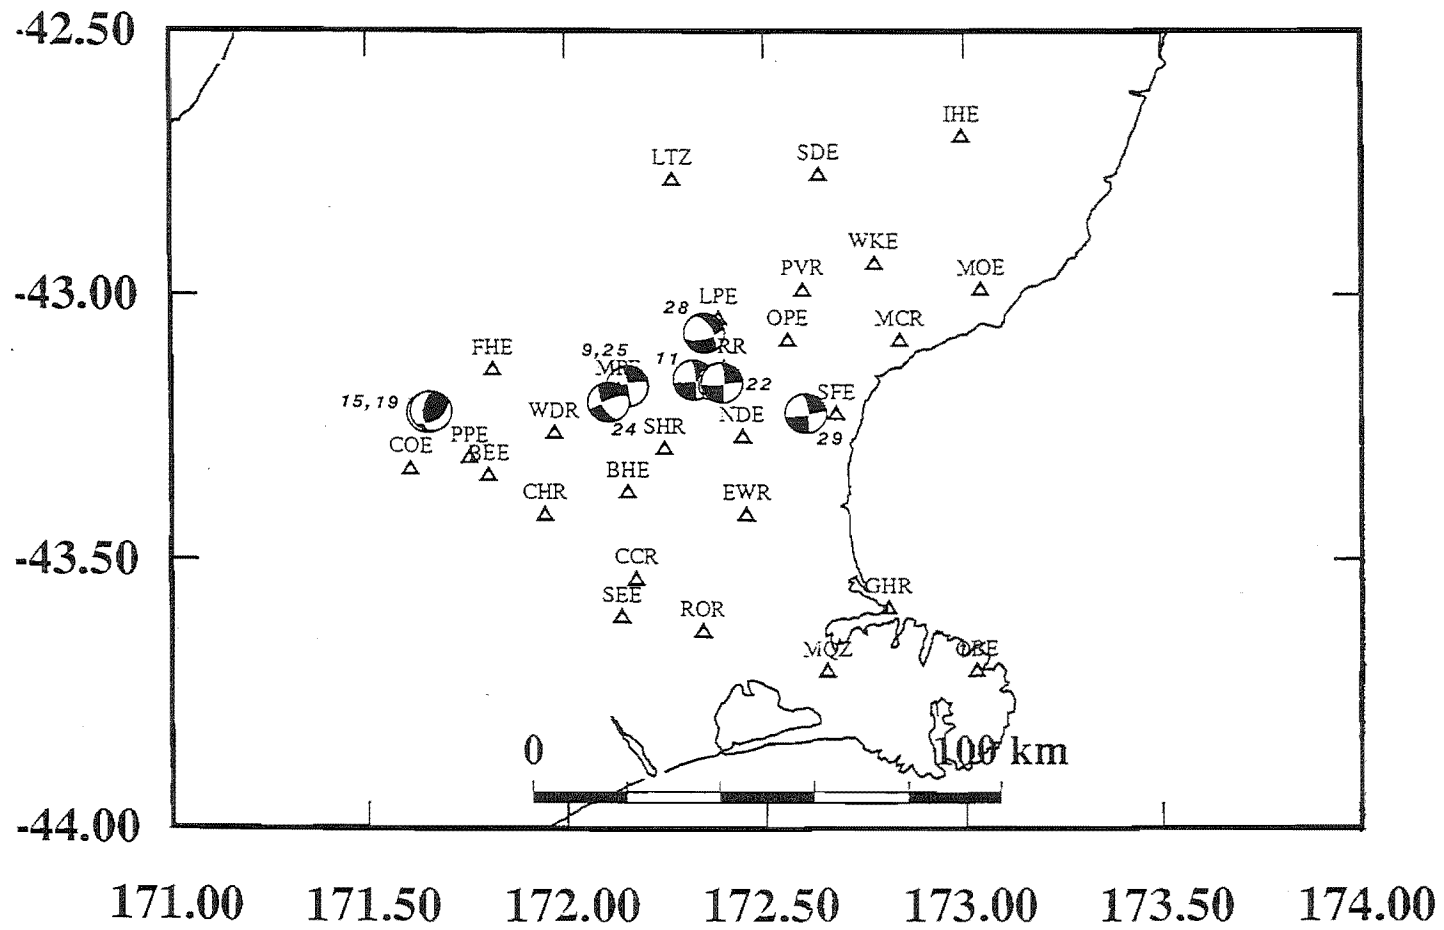 -42.50
IHE
SDE
LTZ
WKE
PVR
MOE
-43.00
LPE
28
OPE
MCR
FHE
9,25
11
RR
22
SFE
15,19
WDR
24
SHR
NDE
29
COE
PPE
BEE
BHE
CHR
EWR
-43.50
CCR
GHR
SEE
ROR
MQZ
0
100 km
-44.00
171.00 171.50 172.00 172.50 173.00 173.50 174.00